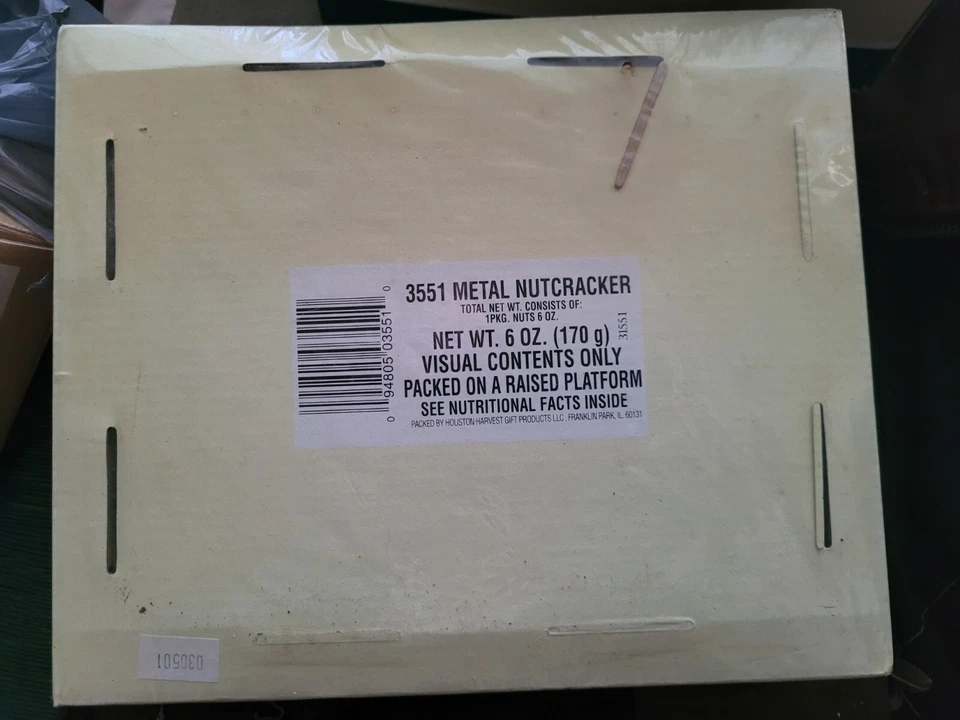 3551 METAL NUTCRACKER
TOTAL NET WT. CONSISTS OF:
1PKG. NUTS 6 OZ.
NET WT. 6 OZ. (170 g)
VISUAL CONTENTS ONLY
PACKED ON A RAISED PLATFORM
SEE NUTRITIONAL FACTS INSIDE
PACKED BY HOUSTON HARVEST GIFT PRODUCTS LLC, FRANKLIN PARK, IL 60131
31551
0 94805 03551 0
030501